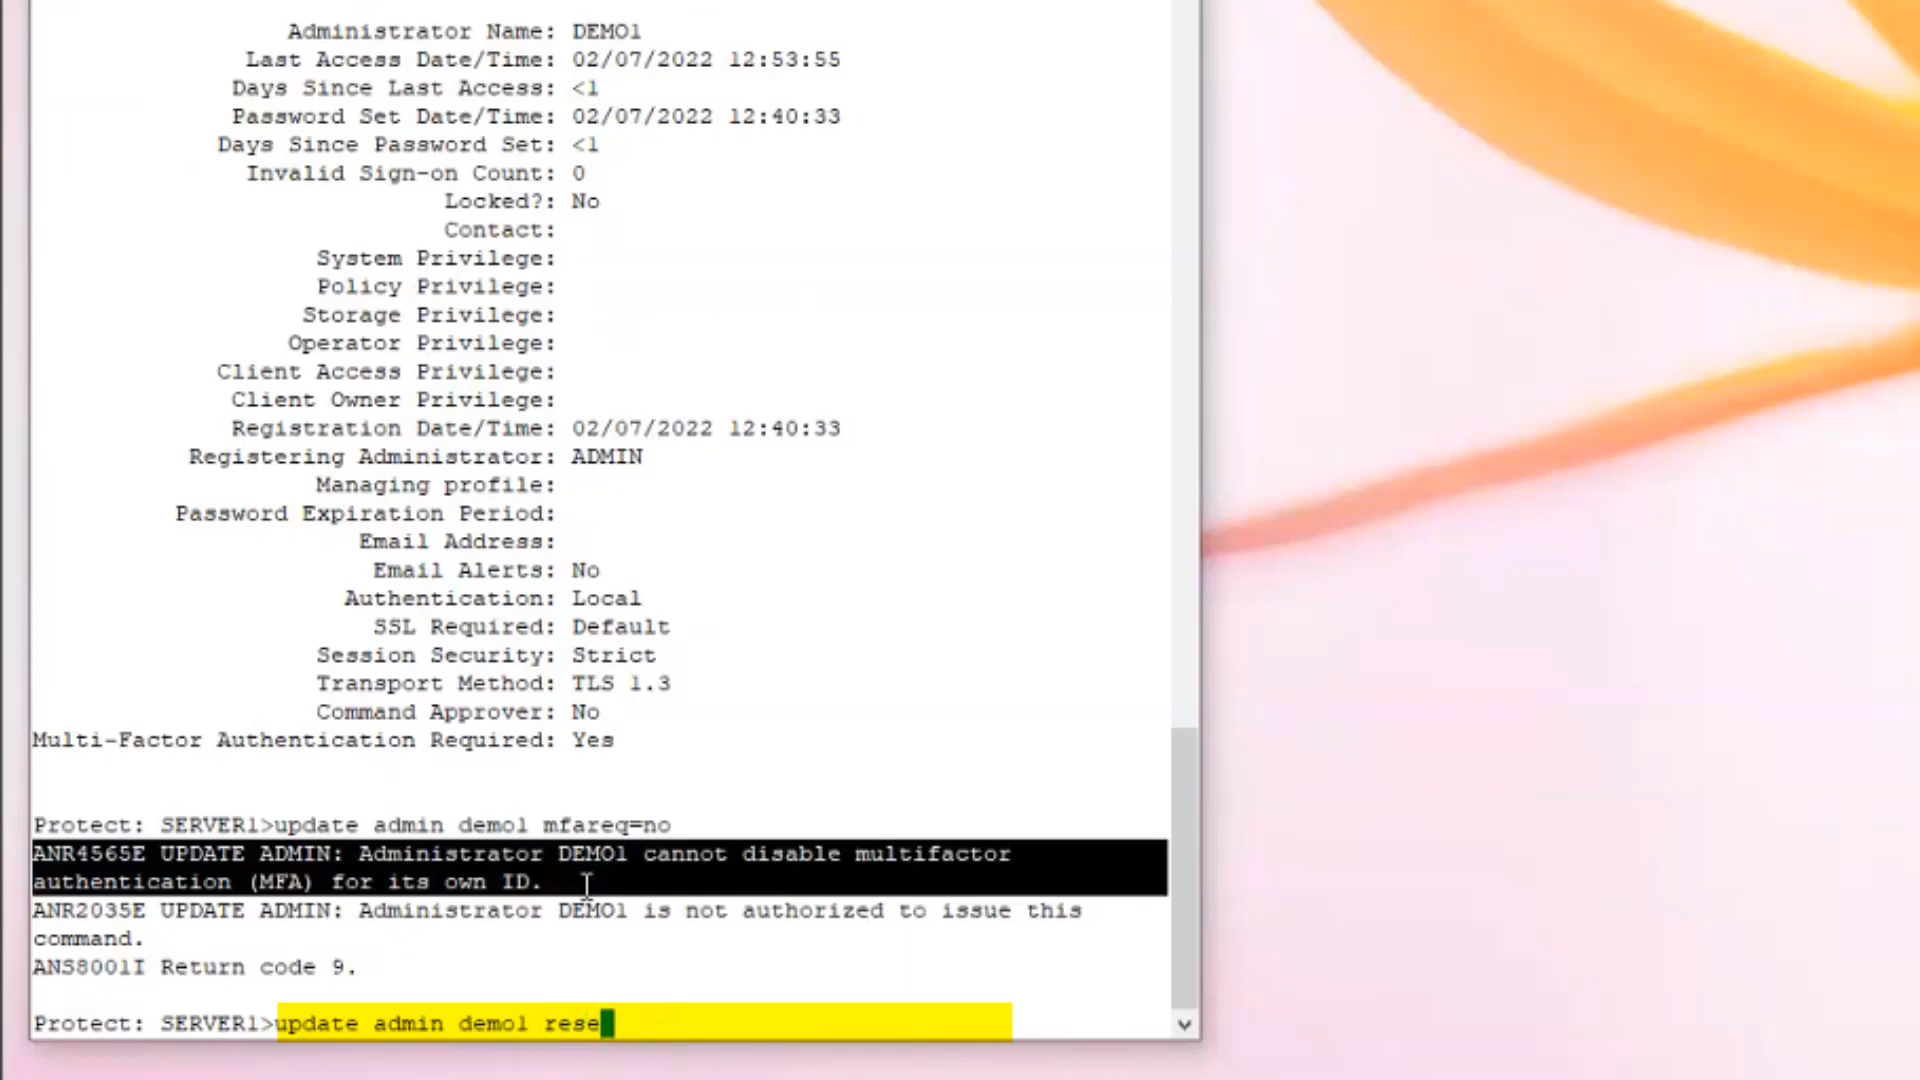 Administrator Name: DEMO1
Last Access Date/Time: 02/07/2022 12:53:55
Days Since Last Access: <1
Password Set Date/Time: 02/07/2022 12:40:33
Days Since Password Set: <1
Invalid Sign-on Count: 0
Locked?: No
Contact:
System Privilege:
Policy Privilege:
Storage Privilege:
Operator Privilege:
Client Access Privilege:
Client Owner Privilege:
Registration Date/Time: 02/07/2022 12:40:33
Registering Administrator: ADMIN
Managing profile:
Password Expiration Period:
Email Address:
Email Alerts: No
Authentication: Local
SSL Required: Default
Session Security: Strict
Transport Method: TLS 1.3
Command Approver: No
Multi-Factor Authentication Required: Yes
Protect: SERVER1>update admin demo1 mfareq=no
ANR4565E UPDATE ADMIN: Administrator DEMO1 cannot disable multifactor
authentication (MFA) for its own ID.
ANR2035E UPDATE ADMIN: Administrator DEMO1 is not authorized to issue this
command.
ANS8001I Return code 9.
Protect: SERVER1>update admin demo1 rese